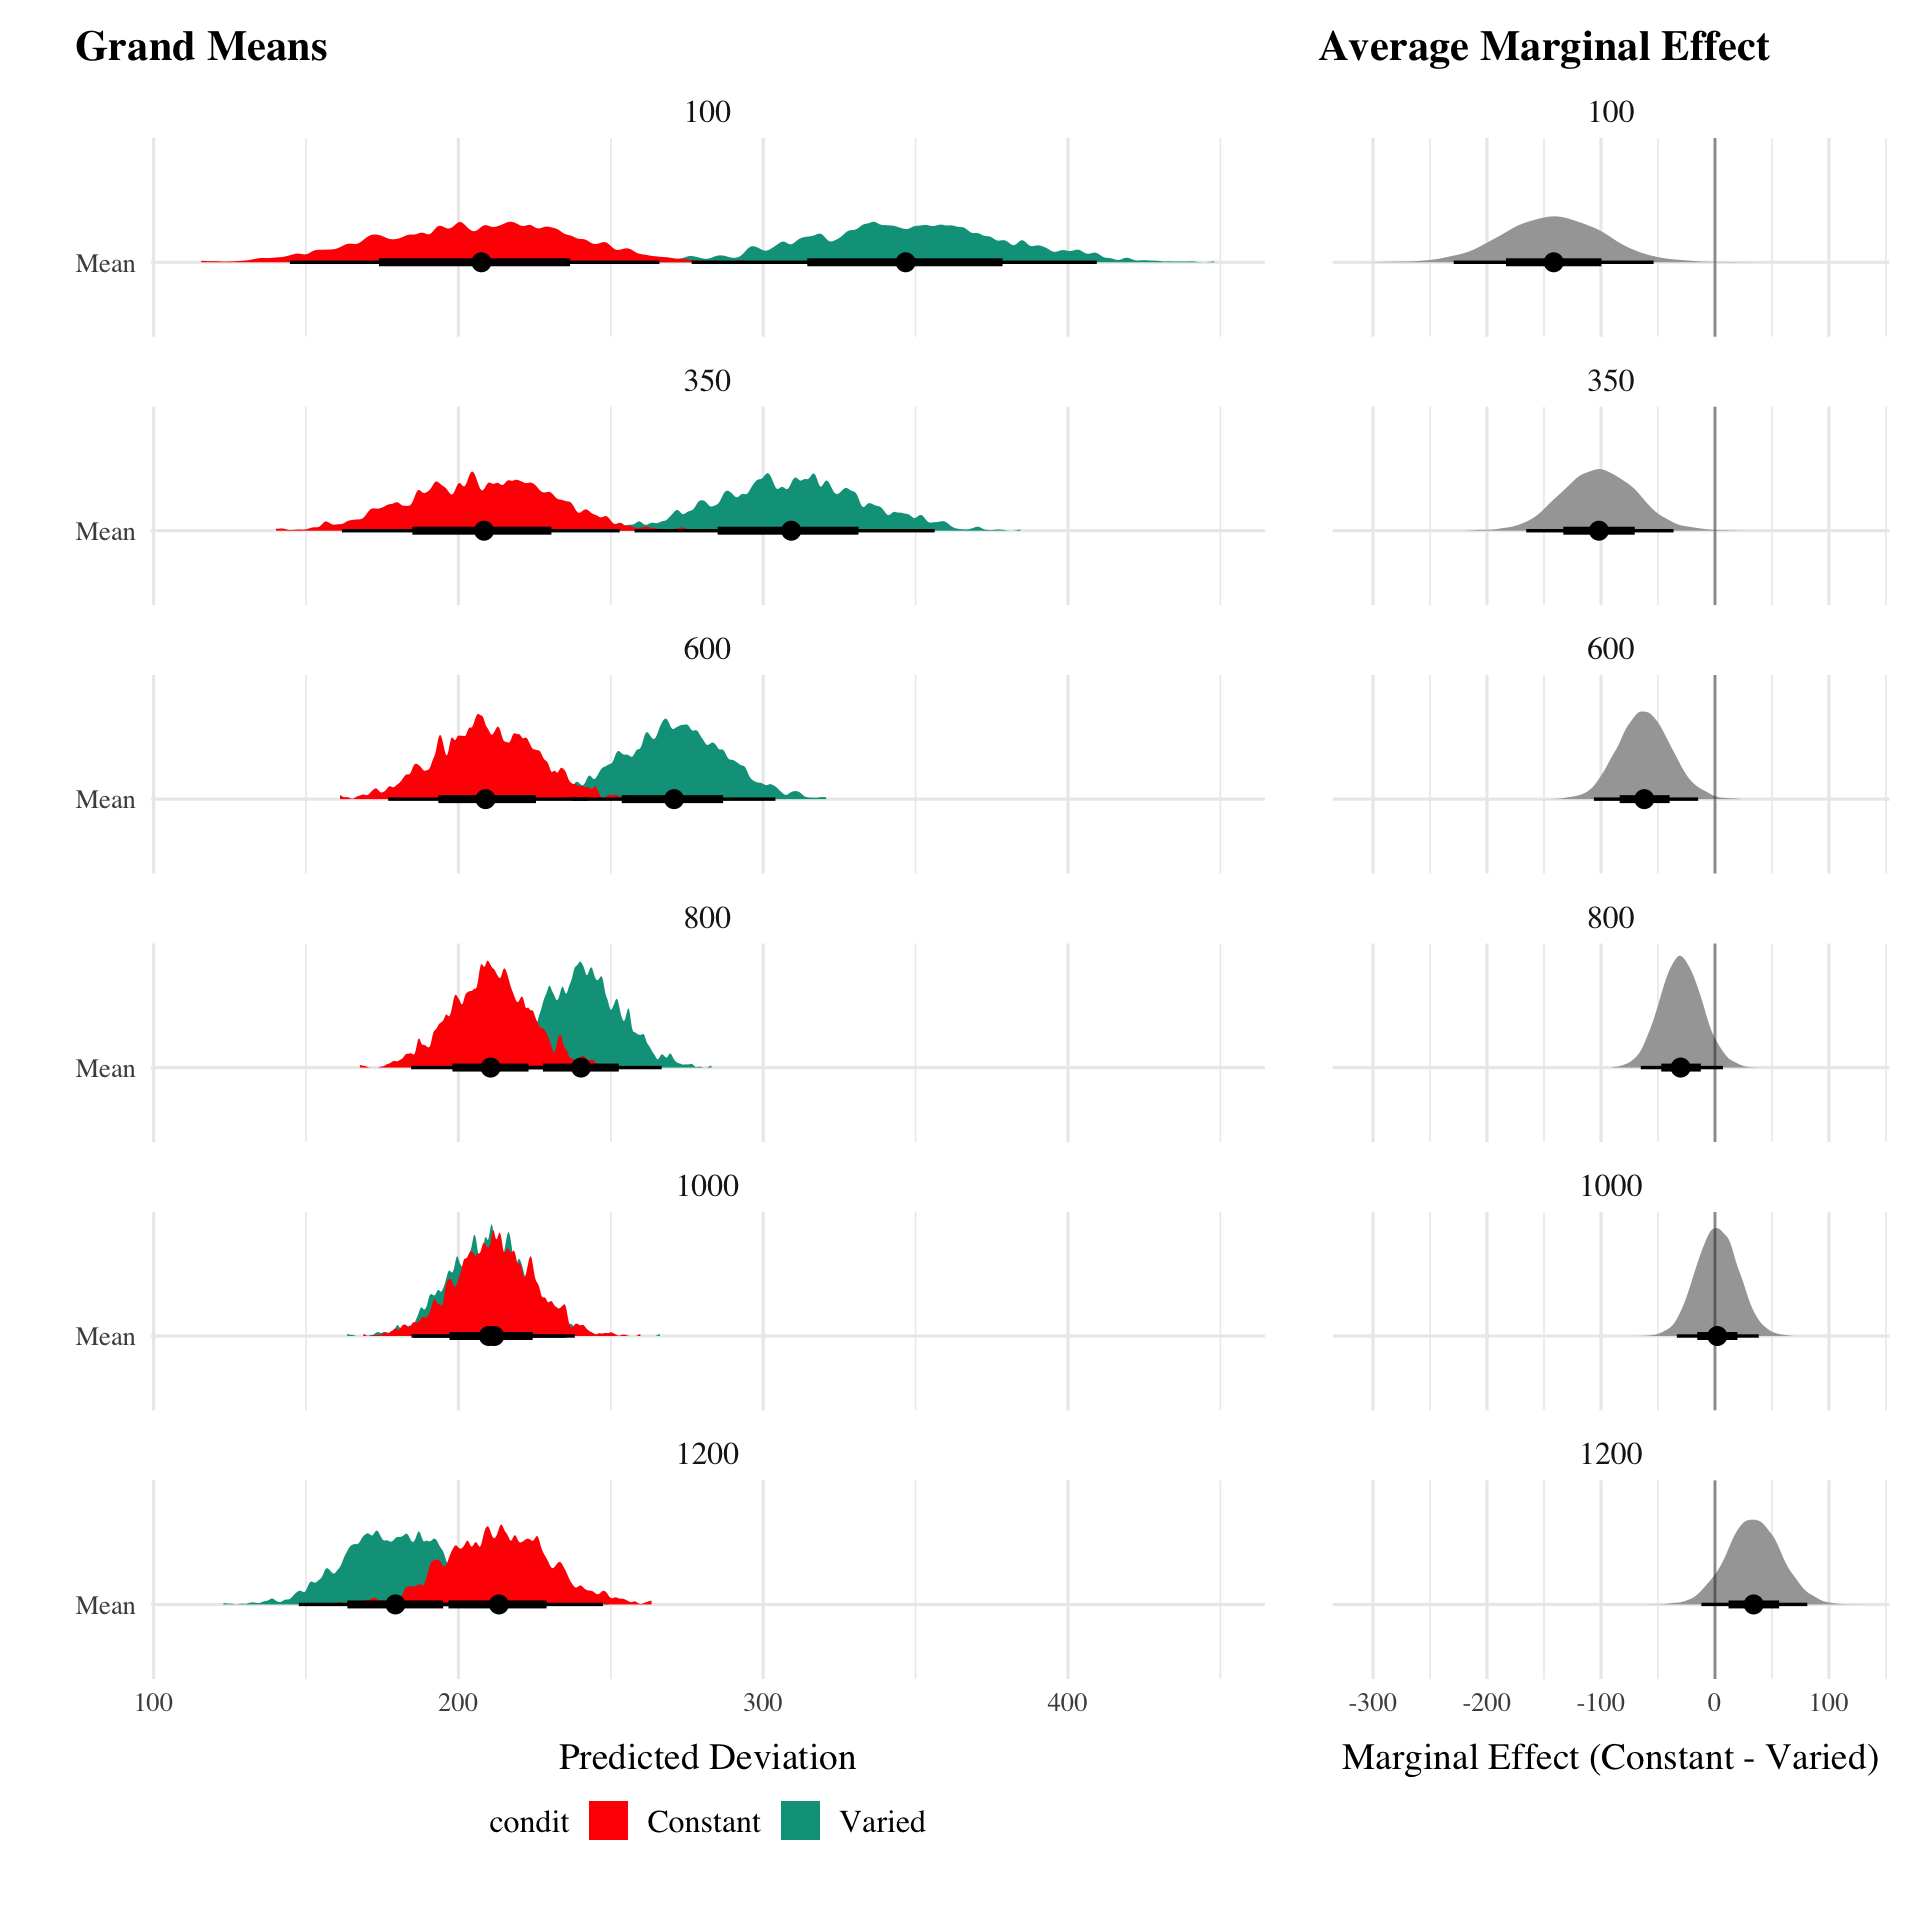 Grand Means
100
Mean
350
Mean
600
Mean
800
Mean
1000
Mean
1200
Mean
100 200 300 400
Predicted Deviation
condit Constant Varied
Average Marginal Effect
100
350
600
800
1000
1200
-300 -200 -100 0 100
Marginal Effect (Constant - Varied)